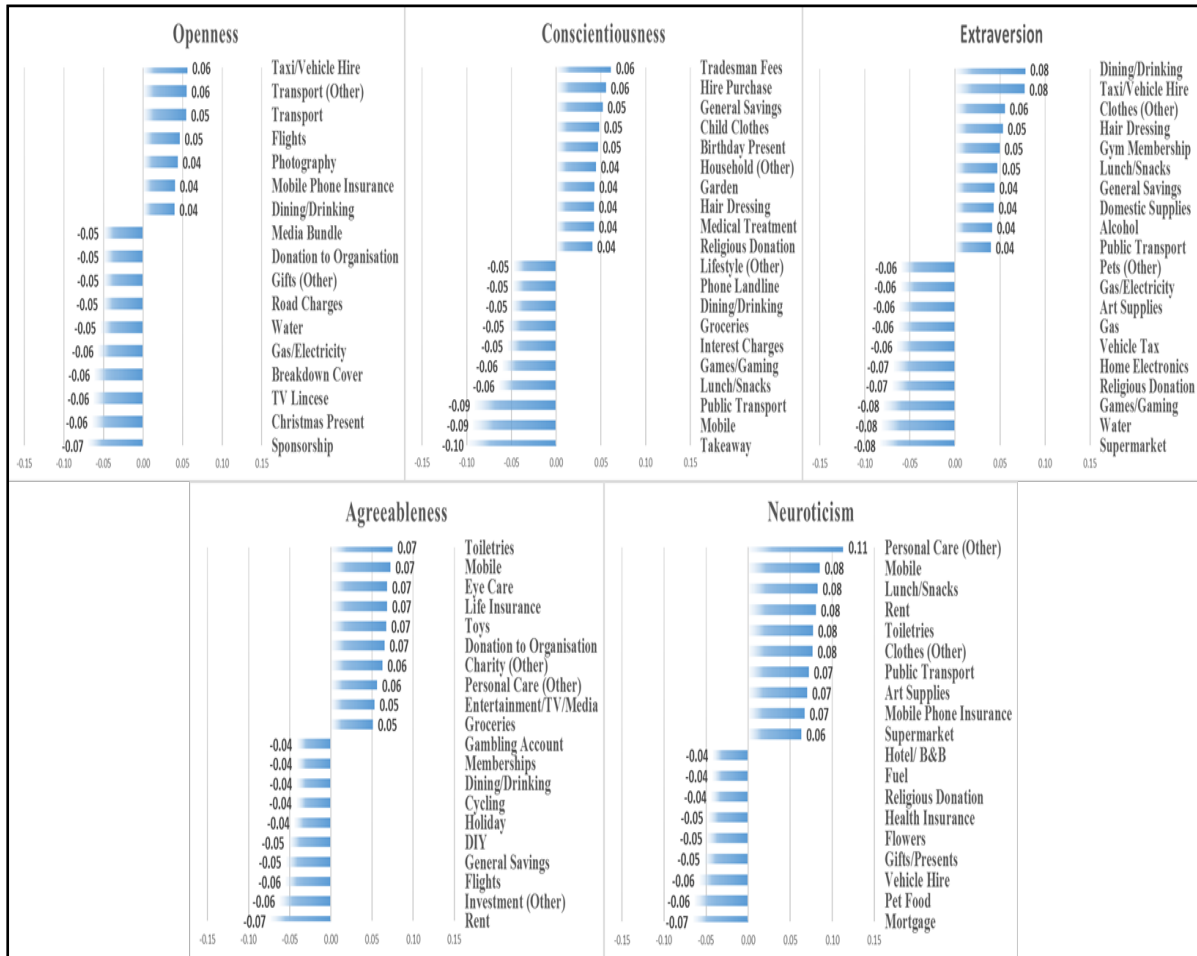 Openness
0.06 Taxi/Vehicle Hire
0.06 Transport (Other)
0.05 Transport
0.05 Flights
0.04 Photography
0.04 Mobile Phone Insurance
0.04 Dining/Drinking
-0.05 Media Bundle
-0.05 Donation to Organisation
-0.05 Gifts (Other)
-0.05 Road Charges
-0.05 Water
-0.06 Gas/Electricity
-0.06 Breakdown Cover
-0.06 TV Lincese
-0.06 Christmas Present
-0.07 Sponsorship
-0.15 -0.10 -0.05 0.00 0.05 0.10 0.15
Conscientiousness
0.06 Tradesman Fees
0.06 Hire Purchase
0.05 General Savings
0.05 Child Clothes
0.05 Birthday Present
0.04 Household (Other)
0.04 Garden
0.04 Hair Dressing
0.04 Medical Treatment
0.04 Religious Donation
-0.05 Lifestyle (Other)
-0.05 Phone Landline
-0.05 Dining/Drinking
-0.05 Groceries
-0.05 Interest Charges
-0.06 Games/Gaming
-0.06 Lunch/Snacks
-0.09 Public Transport
-0.09 Mobile
-0.10 Takeaway
-0.15 -0.10 -0.05 0.00 0.05 0.10 0.15
Extraversion
0.08 Dining/Drinking
0.08 Taxi/Vehicle Hire
0.06 Clothes (Other)
0.05 Hair Dressing
0.05 Gym Membership
0.05 Lunch/Snacks
0.04 General Savings
0.04 Domestic Supplies
0.04 Alcohol
0.04 Public Transport
-0.06 Pets (Other)
-0.06 Gas/Electricity
-0.06 Art Supplies
-0.06 Gas
-0.06 Vehicle Tax
-0.07 Home Electronics
-0.07 Religious Donation
-0.08 Games/Gaming
-0.08 Water
-0.08 Supermarket
-0.15 -0.10 -0.05 0.00 0.05 0.10 0.15
Agreeableness
0.07 Toiletries
0.07 Mobile
0.07 Eye Care
0.07 Life Insurance
0.07 Toys
0.07 Donation to Organisation
0.06 Charity (Other)
0.06 Personal Care (Other)
0.05 Entertainment/TV/Media
0.05 Groceries
-0.04 Gambling Account
-0.04 Memberships
-0.04 Dining/Drinking
-0.04 Cycling
-0.04 Holiday
-0.05 DIY
-0.05 General Savings
-0.06 Flights
-0.06 Investment (Other)
-0.07 Rent
-0.15 -0.10 -0.05 0.00 0.05 0.10 0.15
Neuroticism
0.11 Personal Care (Other)
0.08 Mobile
0.08 Lunch/Snacks
0.08 Rent
0.08 Toiletries
0.08 Clothes (Other)
0.07 Public Transport
0.07 Art Supplies
0.07 Mobile Phone Insurance
0.06 Supermarket
-0.04 Hotel/ B&B
-0.04 Fuel
-0.04 Religious Donation
-0.05 Health Insurance
-0.05 Flowers
-0.05 Gifts/Presents
-0.06 Vehicle Hire
-0.06 Pet Food
-0.07 Mortgage
-0.15 -0.10 -0.05 0.00 0.05 0.10 0.15